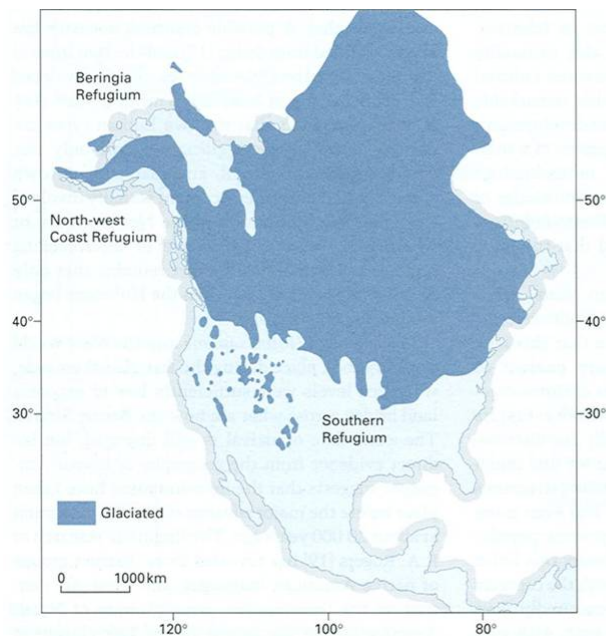 Beringia
Refugium
50°
50°
North-west
Coast Refugium
40°
40°
30°
30°
Southern
Refugium
Glaciated
0
1000 km
120°
100°
80°